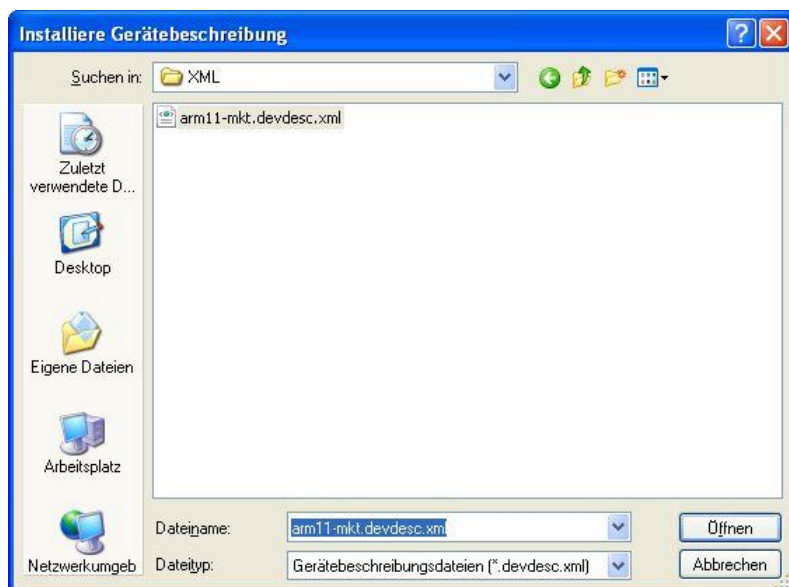 Installiere Gerätebeschreibung
Suchen in:
XML
arm11-mkt.devdesc.xml
Zuletzt
verwendete D...
Desktop
Eigene Dateien
Arbeitsplatz
Netzwerkumgeb
Dateiname:
arm11-mkt.devdesc.xml
Öffnen
Dateityp:
Gerätebeschreibungsdateien (*.devdesc.xml)
Abbrechen